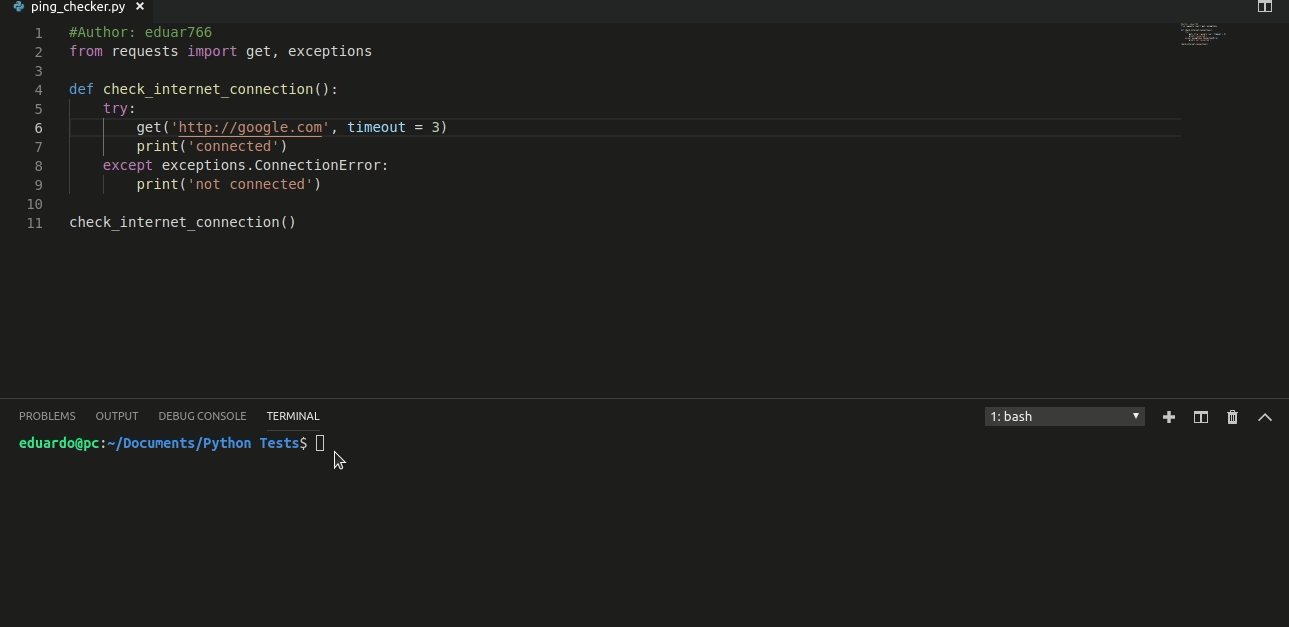 ping_checker.py ×
1 #Author: eduar766
2 from requests import get, exceptions
3
4 def check_internet_connection():
5 try:
6 get('http://google.com', timeout = 3)
7 print('connected')
8 except exceptions.ConnectionError:
9 print('not connected')
10
11 check_internet_connection()
PROBLEMS OUTPUT DEBUG CONSOLE TERMINAL 1: bash
eduardo@pc:~/Documents/Python Tests$